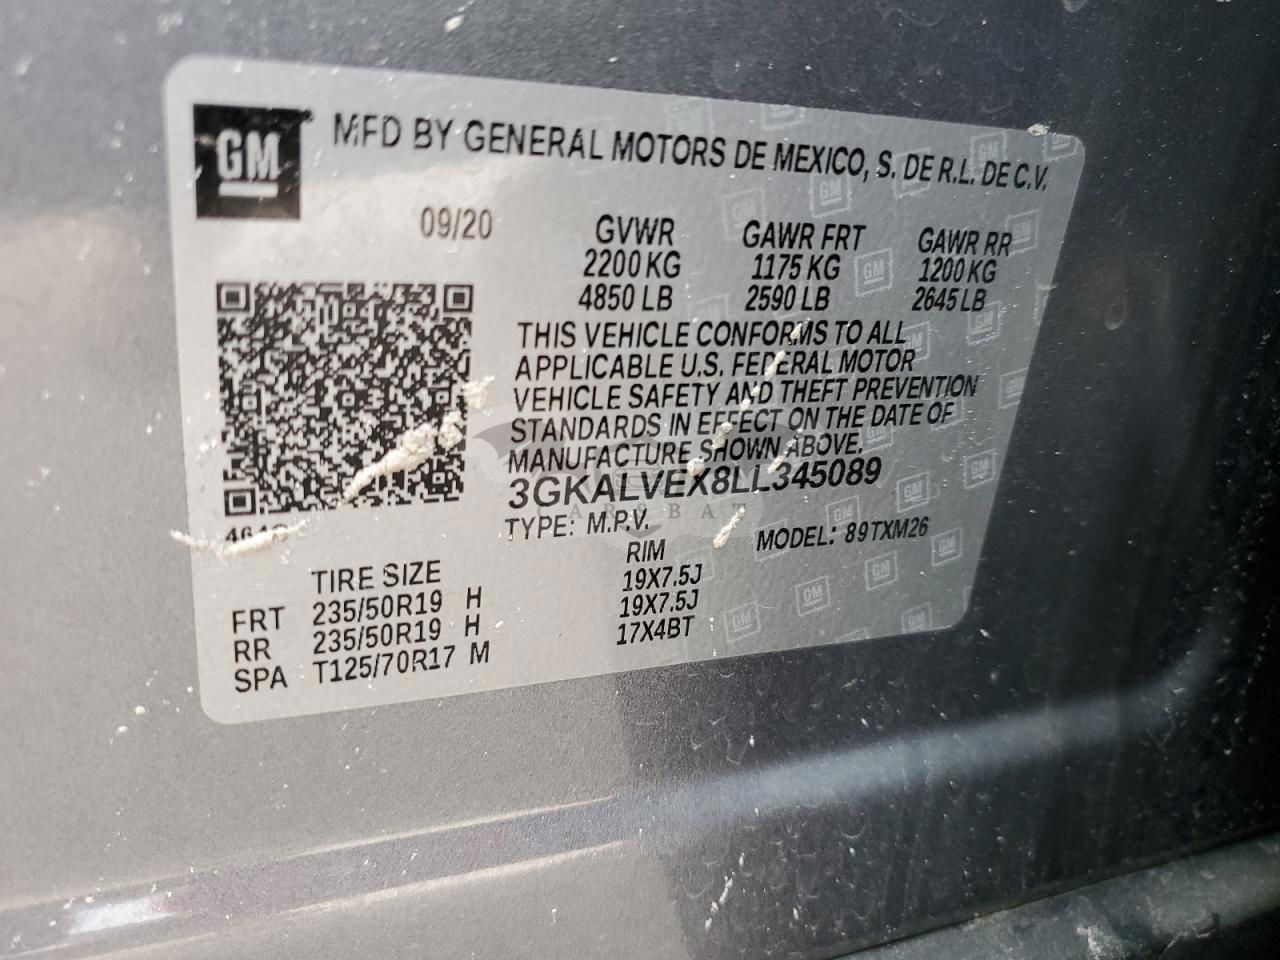 GM
MFD BY GENERAL MOTORS DE MEXICO, S. DE R.L. DE C.V.
09/20
GVWR GAWR FRT GAWR RR
2200 KG 1175 KG 1200 KG
4850 LB 2590 LB 2645 LB
THIS VEHICLE CONFORMS TO ALL
APPLICABLE U.S. FEDERAL MOTOR
VEHICLE SAFETY AND THEFT PREVENTION
STANDARDS IN EFFECT ON THE DATE OF
MANUFACTURE SHOWN ABOVE.
3GKALVEX8LL345089
TYPE: M.P.V. MODEL: 89TXM26
TIRE SIZE RIM
FRT 235/50R19 H 19X7.5J
RR 235/50R19 H 19X7.5J
SPA T125/70R17 M 17X4BT